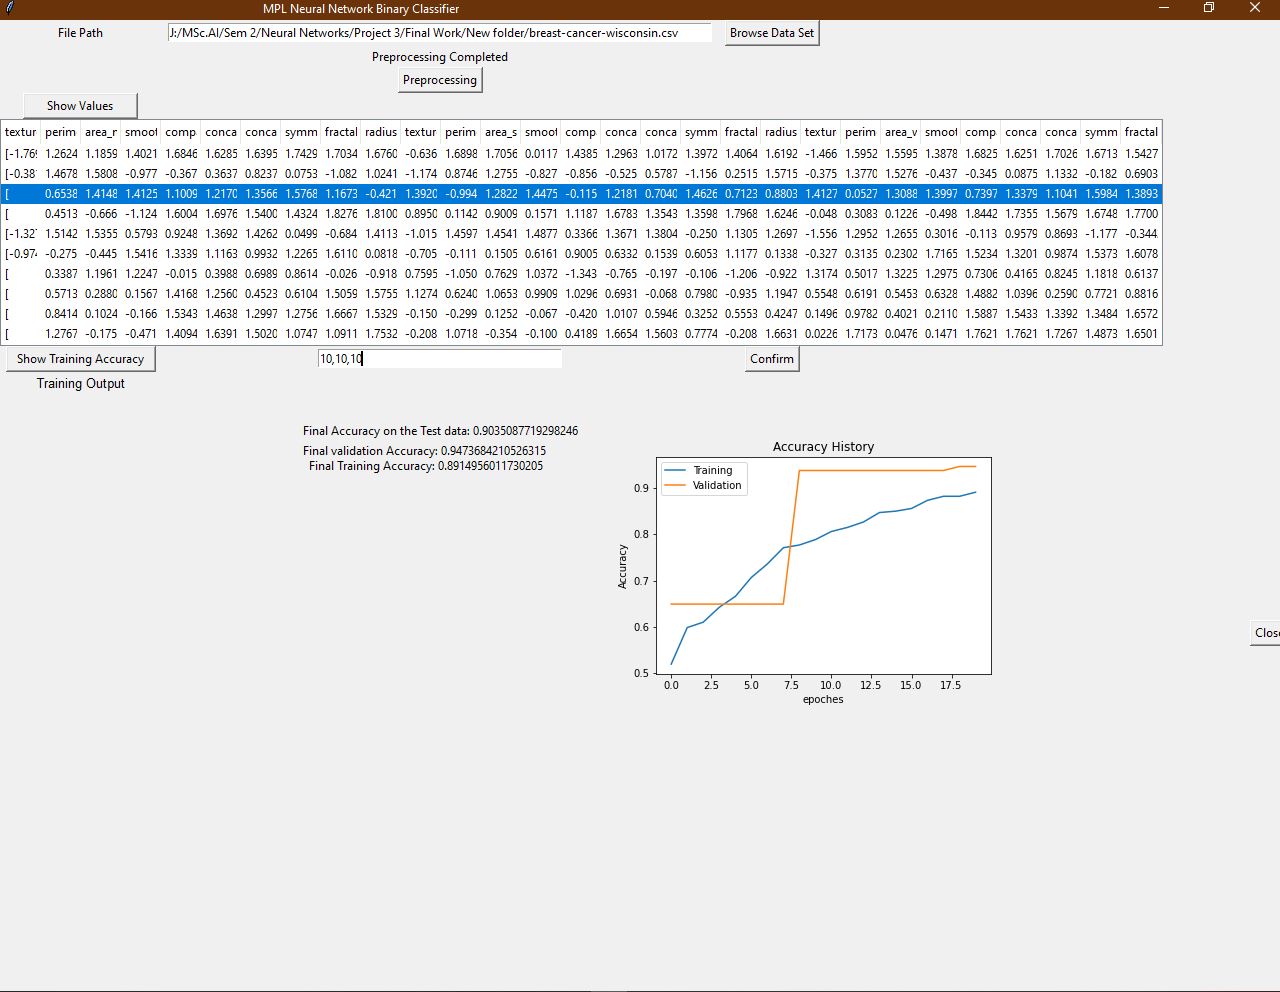 MPL Neural Network Binary Classifier
File Path J:/MSc.AI/Sem 2/Neural Networks/Project 3/Final Work/New folder/breast-cancer-wisconsin.csv Browse Data Set
Preprocessing Completed
Preprocessing
Show Values
textur perim area_r smoot comp conca conca symm fractal radius textur perim area_s smoot comp conca conca symm fractal radius textur perim area_v smoot comp conca conca symm fractal
[-1.769 1.2624 1.1859 1.4021 1.6846 1.6285 1.6395 1.7429 1.7034 1.6760 -0.636 1.6898 1.7056 0.0117 1.4385 1.2963 1.0172 1.3972 1.4064 1.6192 -1.466 1.5952 1.5595 1.3878 1.6825 1.6251 1.7026 1.6713 1.5427
[-0.38 1.4678 1.5808 -0.977 -0.367 0.3637 0.8237 0.0753 -1.082 1.0241 -1.174 0.8746 1.2755 -0.827 -0.856 -0.525 0.5787 -1.156 0.2515 1.5715 -0.375 1.3770 1.5276 -0.437 -0.345 0.0875 1.1332 -0.182 0.6903
[ 0.6538 1.4148 1.4125 1.1009 1.2170 1.3566 1.5768 1.1673 -0.421 1.3920 -0.994 1.2822 1.4475 -0.115 1.2181 0.7040 1.4626 0.7123 0.8803 1.4127 0.0527 1.3088 1.3997 0.7397 1.3379 1.1041 1.5984 1.3893
[ 0.4513 -0.666 -1.124 1.6004 1.6976 1.5400 1.4324 1.8276 1.8100 0.8950 0.1142 0.9009 0.1571 1.1187 1.6783 1.3543 1.3598 1.7968 1.6246 -0.048 0.3083 0.1226 -0.498 1.8442 1.7355 1.5679 1.6748 1.7700
[-1.327 1.5142 1.5355 0.5793 0.9248 1.3692 1.4262 0.0499 -0.684 1.4113 -1.015 1.4597 1.4541 1.4877 0.3366 1.3671 1.3804 -0.250 1.1305 1.2697 -1.556 1.2952 1.2655 0.3016 -0.113 0.9579 0.8693 -1.177 -0.344
[-0.974 -0.275 -0.445 1.5416 1.3339 1.1163 0.9932 1.2265 1.6110 0.0818 -0.705 -0.111 0.1505 0.6161 0.9005 0.6332 0.1539 0.6053 1.1177 0.1338 -0.327 0.3135 0.2302 1.7165 1.5234 1.3201 0.9874 1.5373 1.6078
[ 0.3387 1.1961 1.2247 -0.015 0.3988 0.6989 0.8614 -0.026 -0.918 0.7595 -1.050 0.7629 1.0372 -1.343 -0.765 -0.197 -0.106 -1.206 -0.922 1.3174 0.5017 1.3225 1.2975 0.7306 0.4165 0.8245 1.1818 0.6137
[ 0.5713 0.2880 0.1567 1.4168 1.2560 0.4523 0.6104 1.5059 1.5755 1.1274 0.6240 1.0653 0.9909 1.0296 0.6931 -0.068 0.7980 -0.935 1.1947 0.5548 0.6191 0.5453 0.6328 1.4882 1.0396 0.2590 0.7721 0.8816
[ 0.8414 0.1024 -0.166 1.5343 1.4638 1.2997 1.2756 1.6667 1.5329 -0.150 -0.299 0.1252 -0.067 -0.420 1.0107 0.5946 0.3252 0.5553 0.4247 0.1496 0.9782 0.4021 0.2110 1.5887 1.5433 1.3392 1.3484 1.6572
[ 1.2767 -0.175 -0.471 1.4094 1.6391 1.5020 1.0747 1.0911 1.7532 -0.208 1.0718 -0.354 -0.100 0.4189 1.6654 1.5603 0.7774 -0.208 1.6631 0.0226 1.7173 0.0476 0.1471 1.7621 1.7621 1.7267 1.4873 1.6501
Show Training Accuracy 10,10,10 Confirm
Training Output
Final Accuracy on the Test data: 0.9035087719298246
Final validation Accuracy: 0.9473684210526315
Final Training Accuracy: 0.8914956011730205
Accuracy History
Training
Validation
0.9
0.8
0.7
0.6
0.5
Accuracy
0.0 2.5 5.0 7.5 10.0 12.5 15.0 17.5
epoches
Close